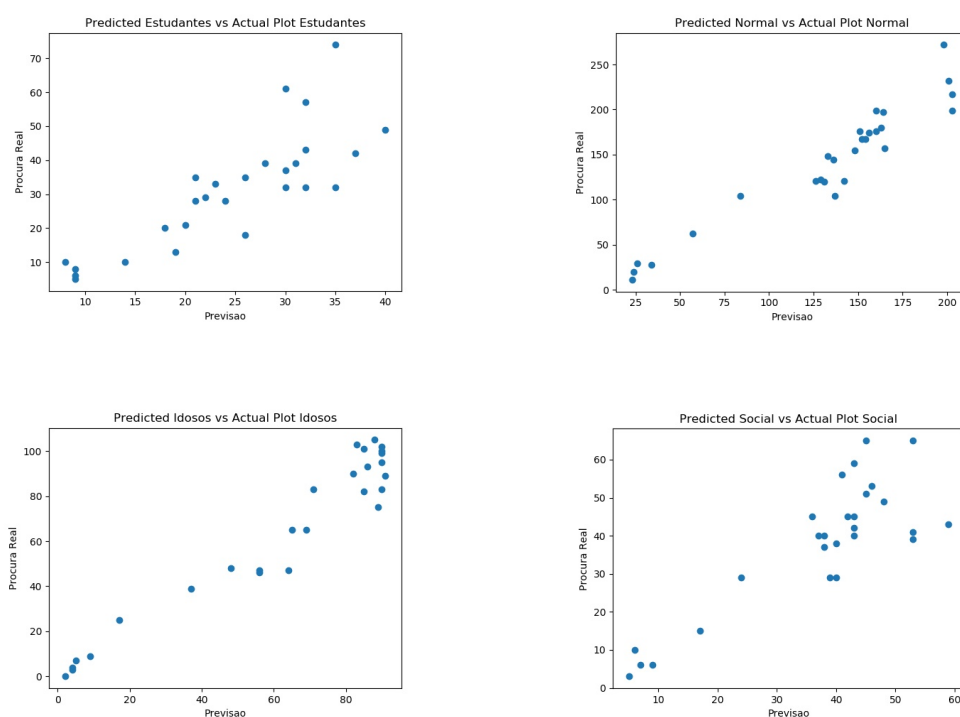 Predicted Estudantes vs Actual Plot Estudantes
70
60
50
40
30
20
10
Procura Real
10 15 20 25 30 35 40
Previsao
Predicted Normal vs Actual Plot Normal
250
200
150
100
50
0
Procura Real
25 50 75 100 125 150 175 200
Previsao
Predicted Idosos vs Actual Plot Idosos
100
80
60
40
20
0
Procura Real
0 20 40 60 80
Previsao
Predicted Social vs Actual Plot Social
60
50
40
30
20
10
0
Procura Real
10 20 30 40 50 60
Previsao